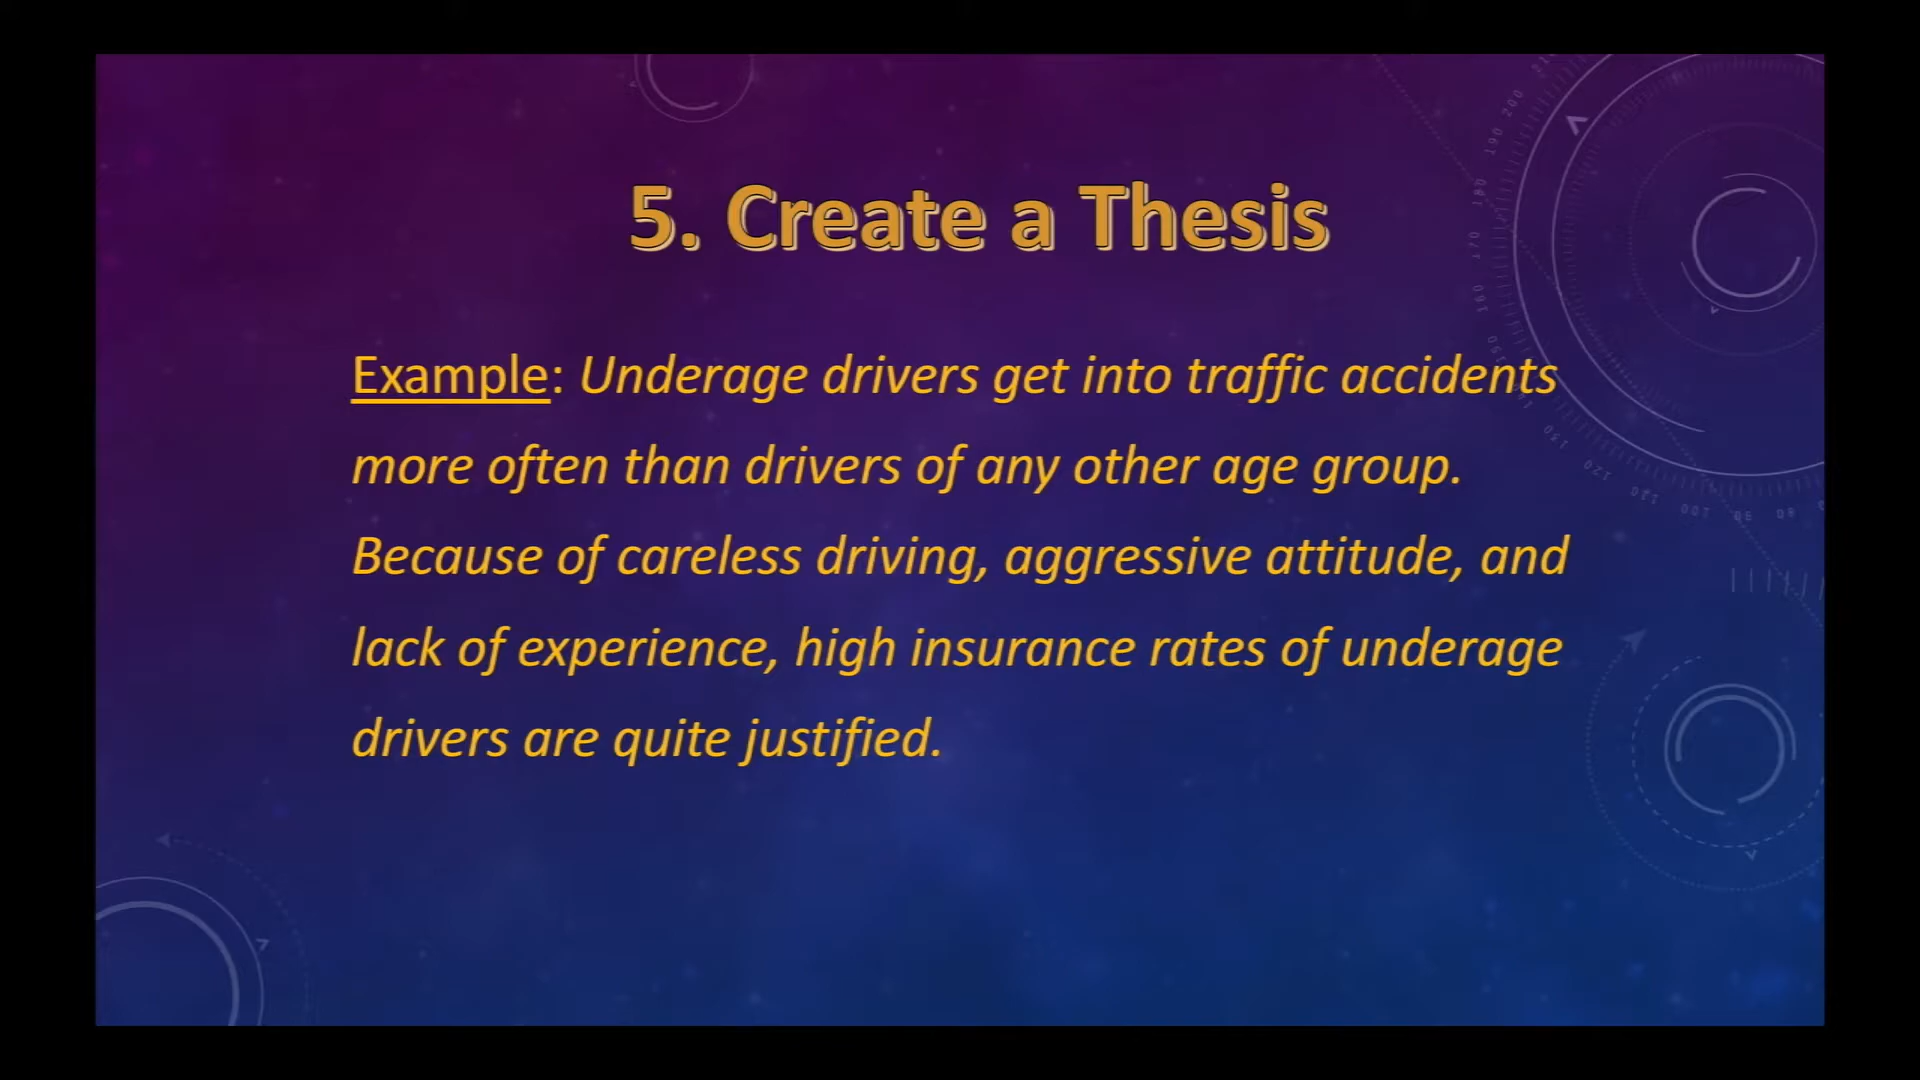 5. Create a Thesis
Example: Underage drivers get into traffic accidents
more often than drivers of any other age group.
Because of careless driving, aggressive attitude, and
lack of experience, high insurance rates of underage
drivers are quite justified.